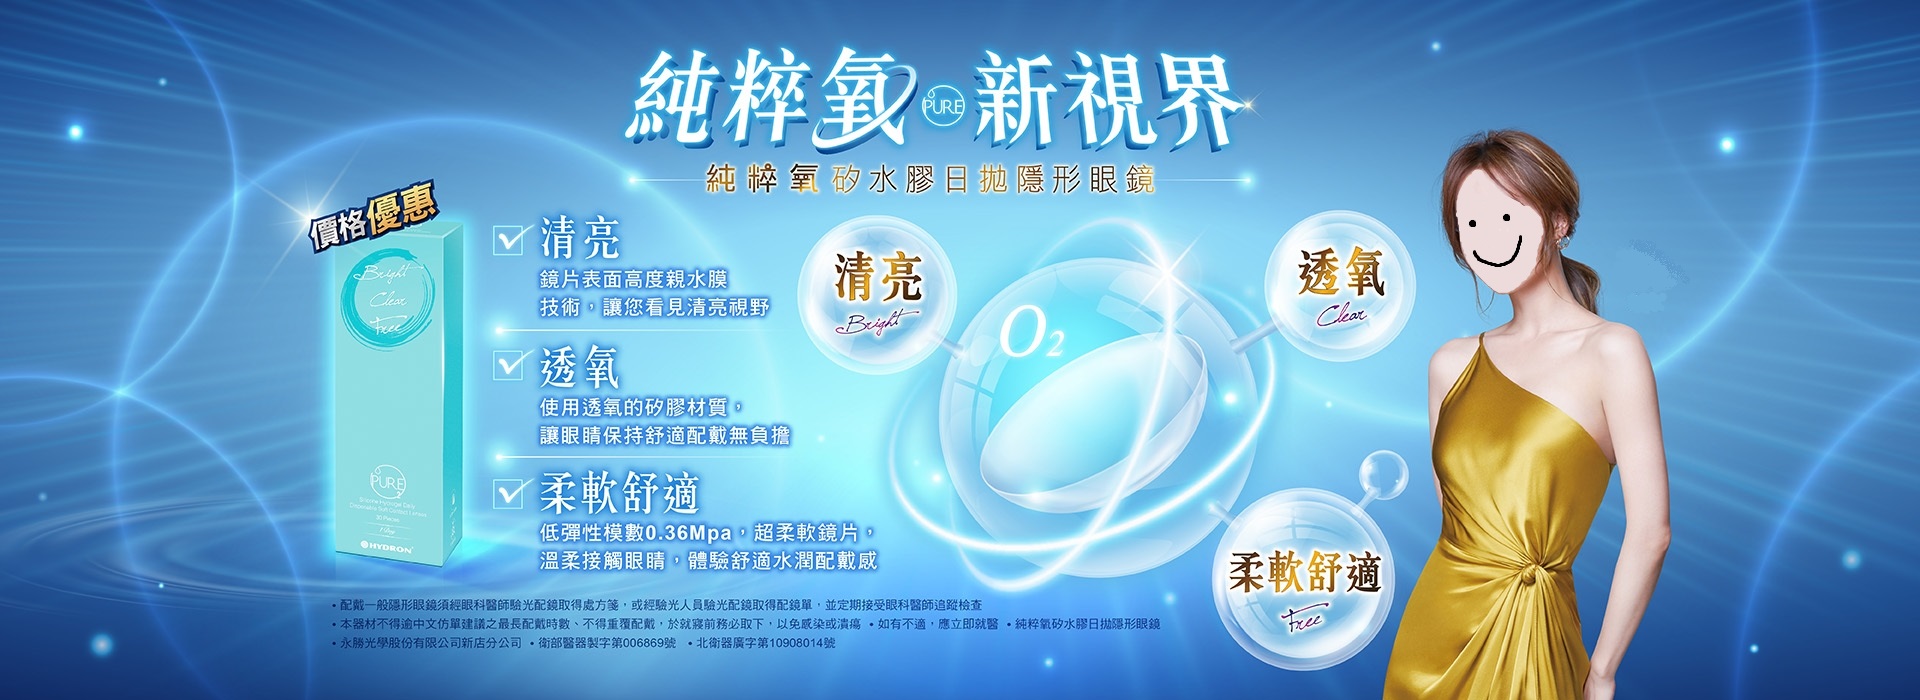 純粹氧 PURE 新視界
純粹氧矽水膠日拋隱形眼鏡
價格優惠
Bright
Clear
Free
PURE
Silicone Hydrogel Daily
Disposable Soft Contact Lenses
30 Pieces
HYDRON
清亮
鏡片表面高度親水膜
技術，讓您看見清亮視野
透氧
使用透氧的矽膠材質，
讓眼睛保持舒適配戴無負擔
柔軟舒適
低彈性模數0.36Mpa，超柔軟鏡片，
溫柔接觸眼睛，體驗舒適水潤配戴感
清亮
Bright
O2
透氧
Clear
柔軟舒適
Free
•配戴一般隱形眼鏡須經眼科醫師驗光配鏡取得處方箋，或經驗光人員驗光配鏡取得配鏡單，並定期接受眼科醫師追蹤檢查
•本器材不得逾中文仿單建議之最長配戴時數、不得重覆配戴，於就寢前務必取下，以免感染或潰瘍 •如有不適，應立即就醫 •純粹氧矽水膠日拋隱形眼鏡
•永勝光學股份有限公司新店分公司 •衛部醫器製字第006869號 •北衛器廣字第10908014號